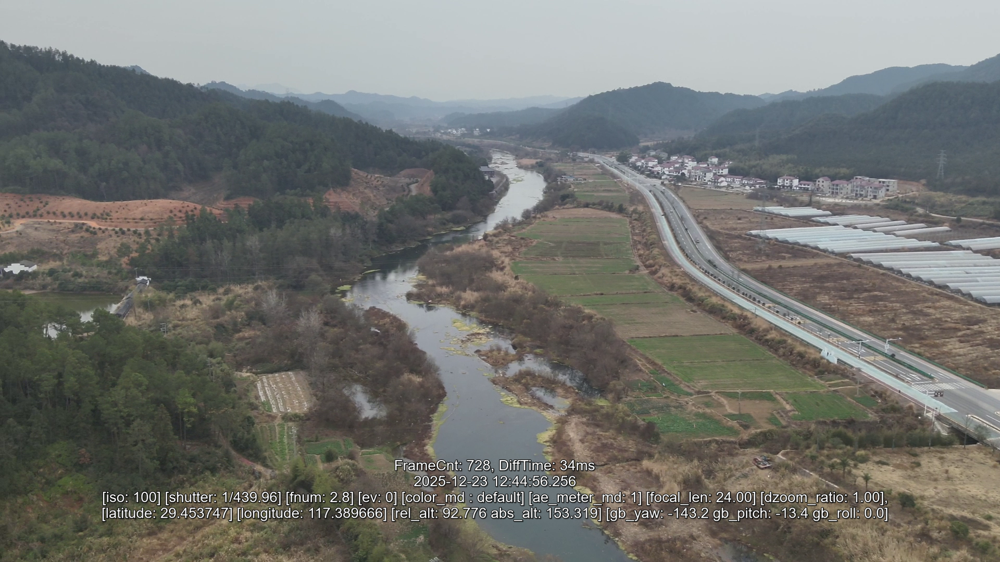 FrameCnt: 728, DiffTime: 34ms
2025-12-23 12:44:56.256
[iso: 100] [shutter: 1/439.96] [fnum: 2.8] [ev: 0] [color_md : default] [ae_meter_md: 1] [focal_len: 24.00] [dzoom_ratio: 1.00],
[latitude: 29.453747] [longitude: 117.389666] [rel_alt: 92.776 abs_alt: 153.319] [gb_yaw: -143.2 gb_pitch: -13.4 gb_roll: 0.0]